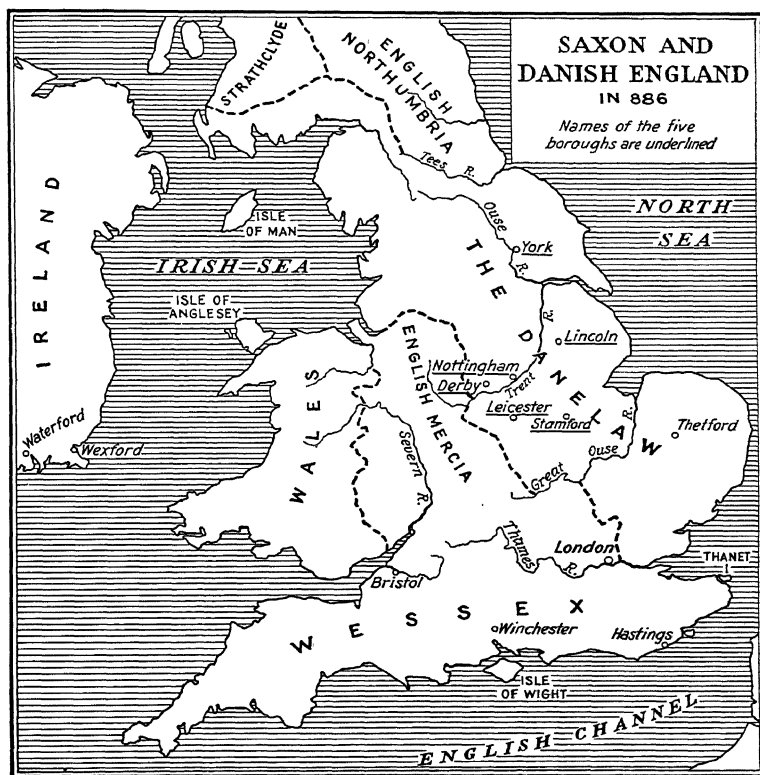 SAXON AND
DANISH ENGLAND
IN 886
Names of the five
boroughs are underlined
STRATHCLYDE
ENGLISH
NORTHUMBRIA
Tees R.
NORTH
SEA
IRELAND
ISLE
OF MAN
IRISH SEA
ISLE OF
ANGLESEY
Ouse R.
York
THE DANELAW
R.
Lincoln
ENGLISH MERCIA
Nottingham
Derby
Trent
Leicester
Stamford
R.
Thetford
Ouse
Great
WALES
Severn R.
Waterford
Wexford
Thames R.
London
THANET
I
Bristol
WESSEX
Winchester
Hastings
ISLE
OF WIGHT
ENGLISH CHANNEL